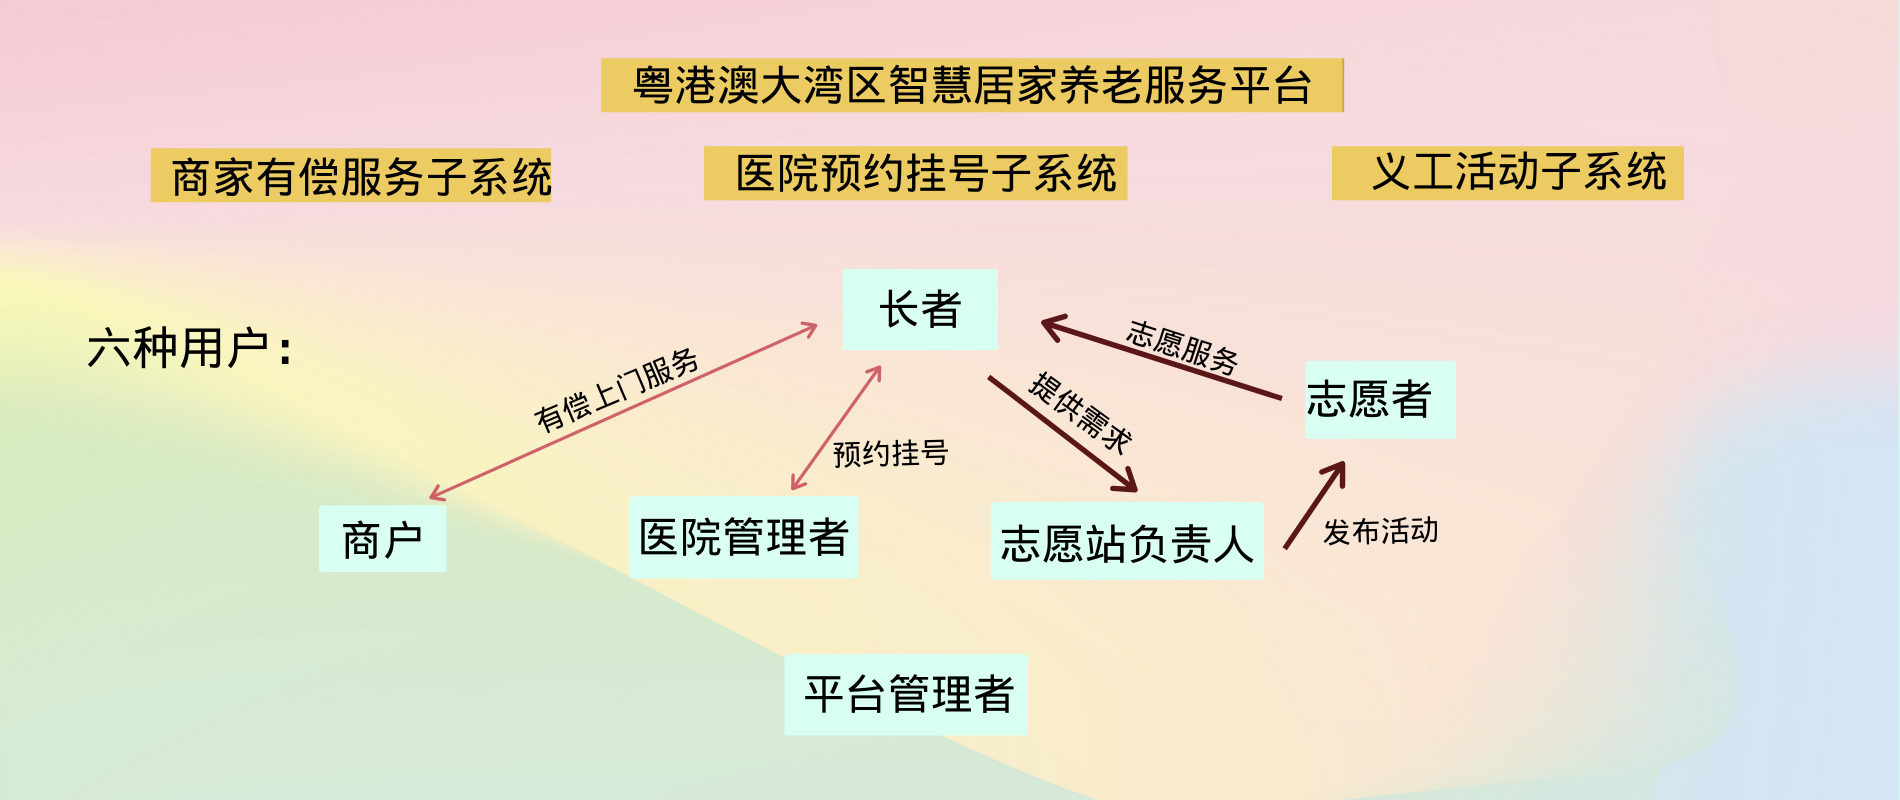 粤港澳大湾区智慧居家养老服务平台
商家有偿服务子系统
医院预约挂号子系统
义工活动子系统
六种用户:
长者
有偿上门服务
志愿服务
提供需求
志愿者
预约挂号
商户
医院管理者
志愿站负责人
发布活动
平台管理者